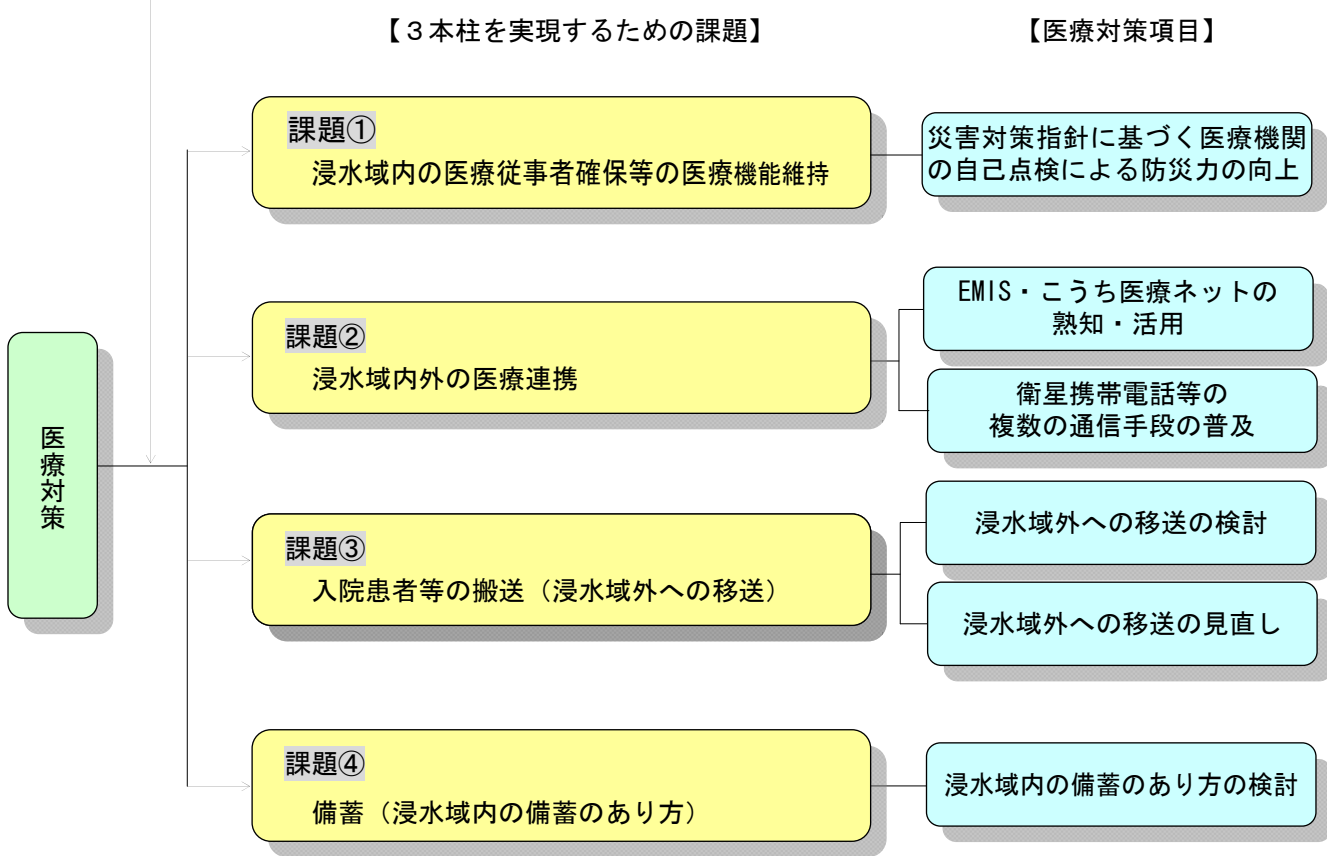 【３本柱を実現するための課題】
【医療対策項目】
医療対策
課題①
浸水域内の医療従事者確保等の医療機能維持
災害対策指針に基づく医療機関
の自己点検による防災力の向上
課題②
浸水域内外の医療連携
EMIS・こうち医療ネットの
熟知・活用
衛星携帯電話等の
複数の通信手段の普及
課題③
入院患者等の搬送（浸水域外への移送）
浸水域外への移送の検討
浸水域外への移送の見直し
課題④
備蓄（浸水域内の備蓄のあり方）
浸水域内の備蓄のあり方の検討